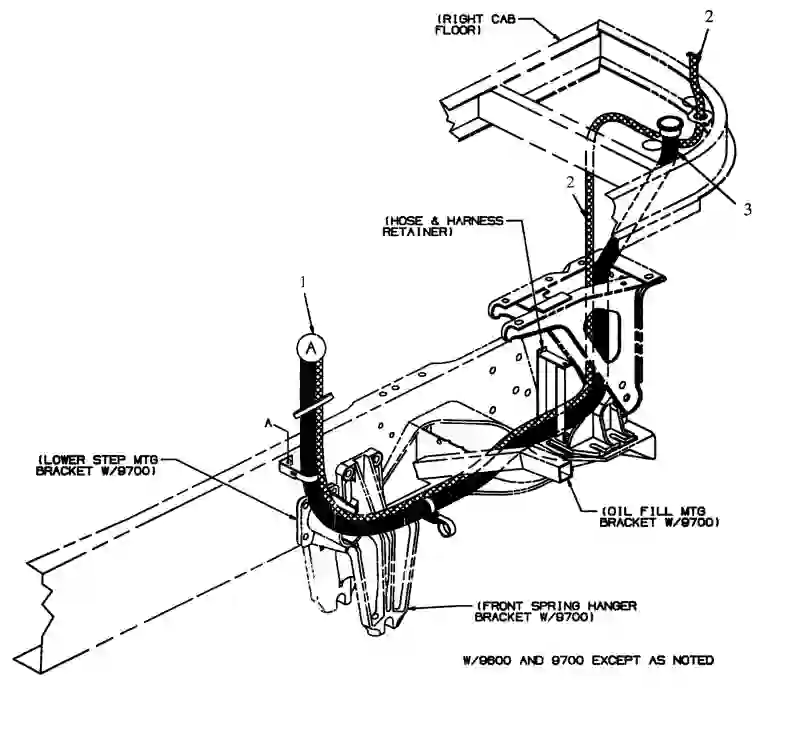 (RIGHT CAB
FLOOR)
2
2
3
(HOSE & HARNESS
RETAINER)
1
A
A
(LOWER STEP MTG
BRACKET W/9700)
(OIL FILL MTG
BRACKET W/9700)
(FRONT SPRING HANGER
BRACKET W/9700)
W/9600 AND 9700 EXCEPT AS NOTED